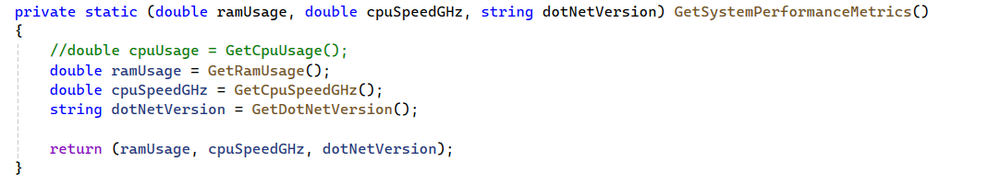 private static (double ramUsage, double cpuSpeedGHz, string dotNetVersion) GetSystemPerformanceMetrics()
{
//double cpuUsage = GetCpuUsage();
double ramUsage = GetRamUsage();
double cpuSpeedGHz = GetCpuSpeedGHz();
string dotNetVersion = GetDotNetVersion();
return (ramUsage, cpuSpeedGHz, dotNetVersion);
}